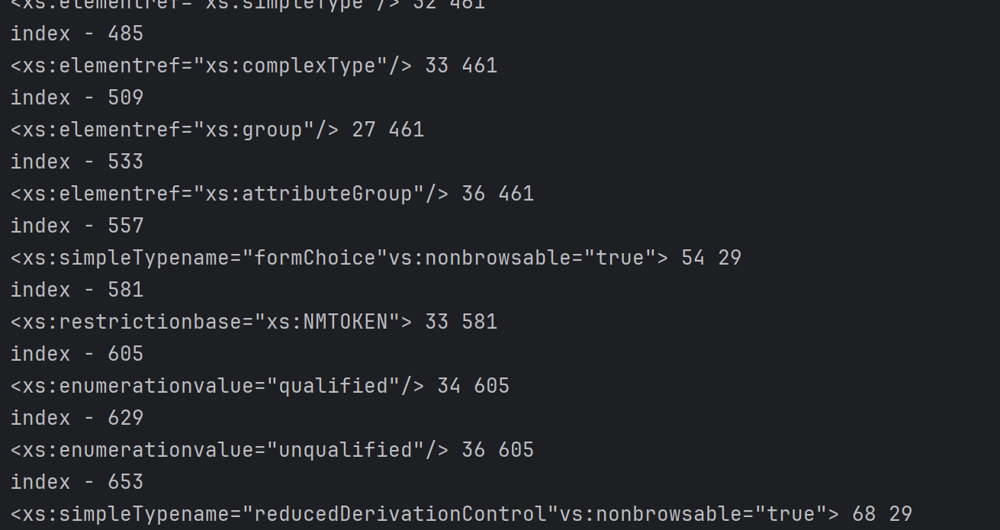 <xs:elementref="xs:simpleType"/> 32 461
index - 485
<xs:elementref="xs:complexType"/> 33 461
index - 509
<xs:elementref="xs:group"/> 27 461
index - 533
<xs:elementref="xs:attributeGroup"/> 36 461
index - 557
<xs:simpleTypename="formChoice"vs:nonbrowsable="true"> 54 29
index - 581
<xs:restrictionbase="xs:NMTOKEN"> 33 581
index - 605
<xs:enumerationvalue="qualified"/> 34 605
index - 629
<xs:enumerationvalue="unqualified"/> 36 605
index - 653
<xs:simpleTypename="reducedDerivationControl"vs:nonbrowsable="true"> 68 29